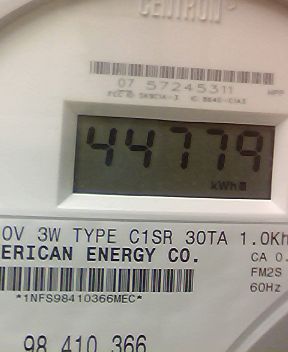 CENTRON®
07 57245311
44779
kWh
0V 3W TYPE C1SR 30TA 1.0Kh
ERICAN ENERGY CO.
CA 0.
FM2S
60Hz
*1NFS98410366MEC*
98 410 366